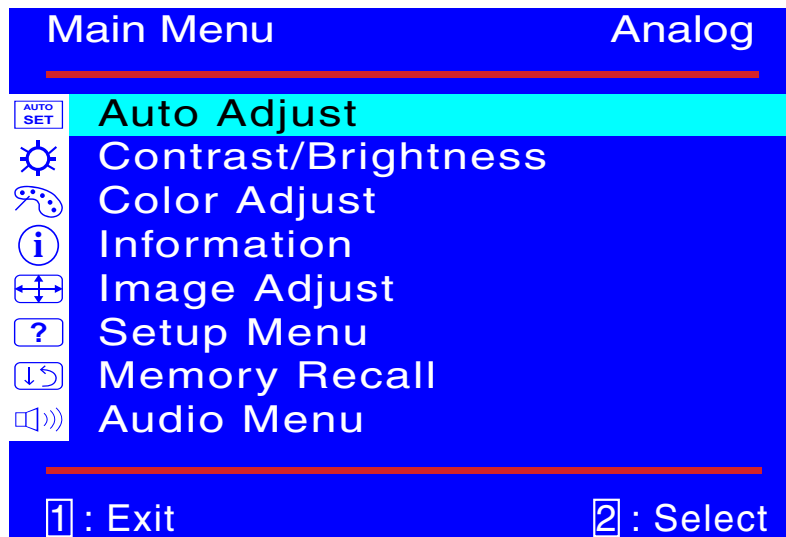 Main Menu Analog
AUTO SET Auto Adjust
Contrast/Brightness
Color Adjust
i Information
Image Adjust
? Setup Menu
Memory Recall
Audio Menu
1 : Exit 2 : Select